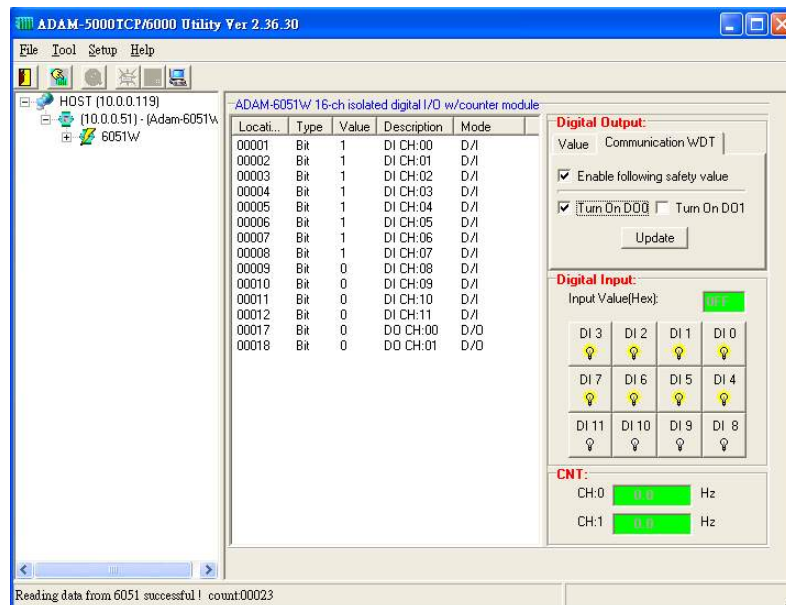 ADAM-5000TCP/6000 Utility Ver 2.36.30
File Tool Setup Help
HOST (10.0.0.119)
(10.0.0.51) - (Adam-6051W
6051W
ADAM-6051W 16-ch isolated digital I/O w/counter module
Locati... Type Value Description Mode
00001 Bit 1 DI CH:00 D/I
00002 Bit 1 DI CH:01 D/I
00003 Bit 1 DI CH:02 D/I
00004 Bit 1 DI CH:03 D/I
00005 Bit 1 DI CH:04 D/I
00006 Bit 1 DI CH:05 D/I
00007 Bit 1 DI CH:06 D/I
00008 Bit 1 DI CH:07 D/I
00009 Bit 0 DI CH:08 D/I
00010 Bit 0 DI CH:09 D/I
00011 Bit 0 DI CH:10 D/I
00012 Bit 0 DI CH:11 D/I
00017 Bit 0 DO CH:00 D/O
00018 Bit 0 DO CH:01 D/O
Digital Output:
Value Communication WDT
Enable following safety value
Turn On DO0 Turn On DO1
Update
Digital Input:
Input Value(Hex): 0FF
DI 3 DI 2 DI 1 DI 0
DI 7 DI 6 DI 5 DI 4
DI 11 DI 10 DI 9 DI 8
CNT:
CH:0 0.0 Hz
CH:1 0.0 Hz
Reading data from 6051 successful ! count:00023